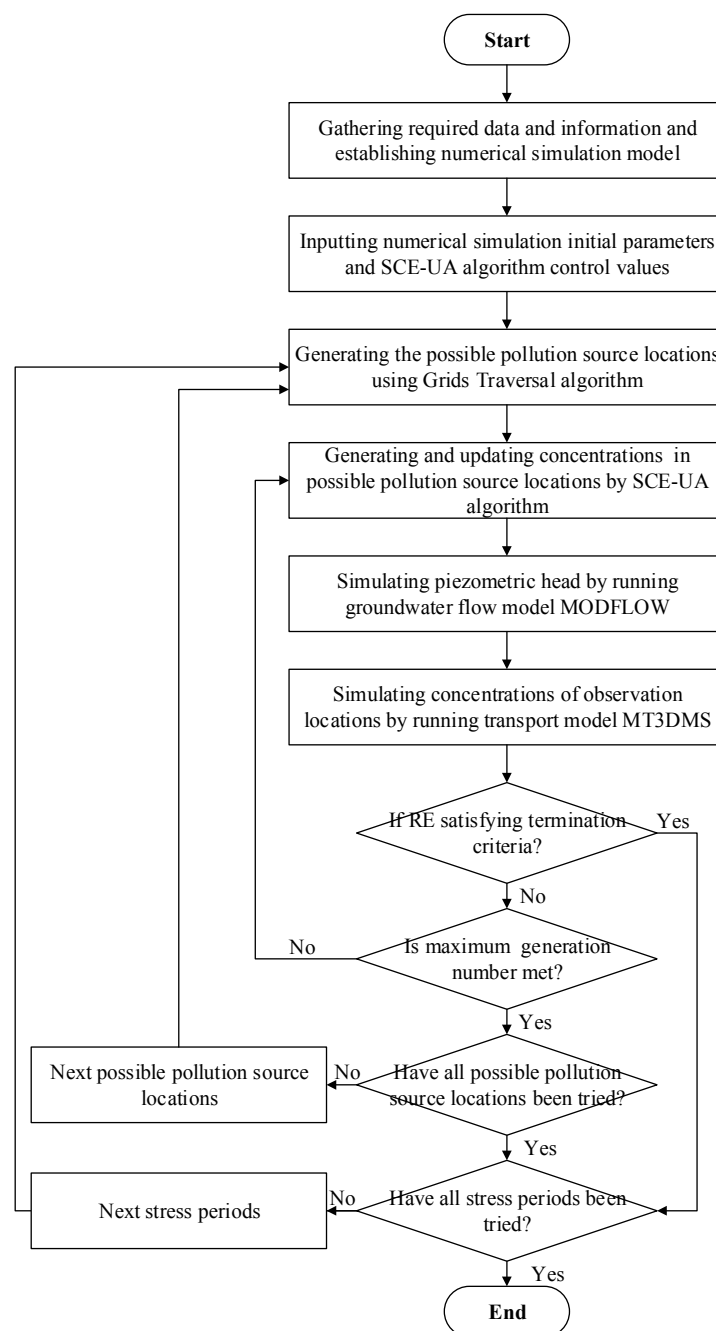 Start
Gathering required data and information and
establishing numerical simulation model
Inputting numerical simulation initial parameters
and SCE-UA algorithm control values
Generating the possible pollution source locations
using Grids Traversal algorithm
Generating and updating concentrations in
possible pollution source locations by SCE-UA
algorithm
Simulating piezometric head by running
groundwater flow model MODFLOW
Simulating concentrations of observation
locations by running transport model MT3DMS
If RE satisfying termination
criteria?
Yes
No
Is maximum generation
number met?
No
Yes
Have all possible pollution
source locations been tried?
No
Next possible pollution source
locations
Yes
Have all stress periods been
tried?
No
Next stress periods
Yes
End